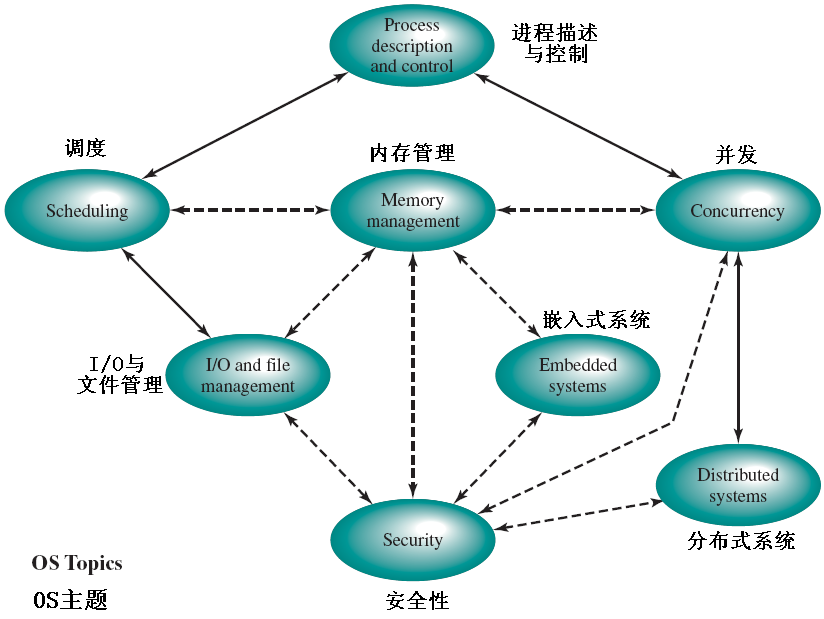 Process
description
and control
进程描述
与控制
调度
内存管理
并发
Scheduling
Memory
management
Concurrency
嵌入式系统
I/O与
文件管理
I/O and file
management
Embedded
systems
Distributed
systems
分布式系统
Security
安全性
OS Topics
OS主题